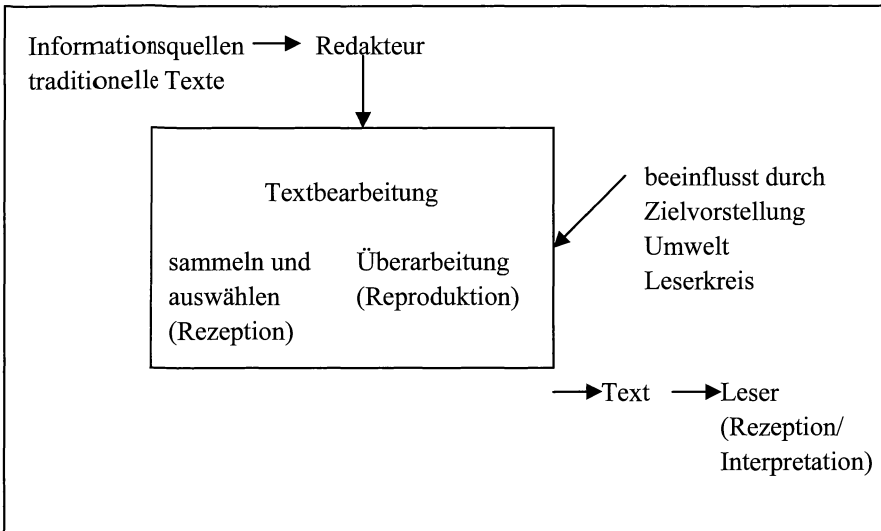 Informationsquellen → Redakteur
traditionelle Texte
Textbearbeitung
sammeln und
auswählen
(Rezeption)
Überarbeitung
(Reproduktion)
beeinflusst durch
Zielvorstellung
Umwelt
Leserkreis
→ Text → Leser
(Rezeption/
Interpretation)